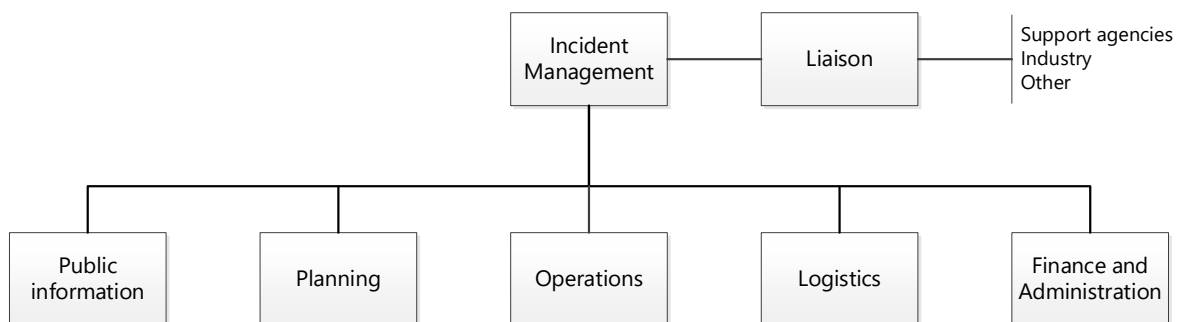 Incident
Management
Liaison
Support agencies
Industry
Other
Public
information
Planning
Operations
Logistics
Finance and
Administration